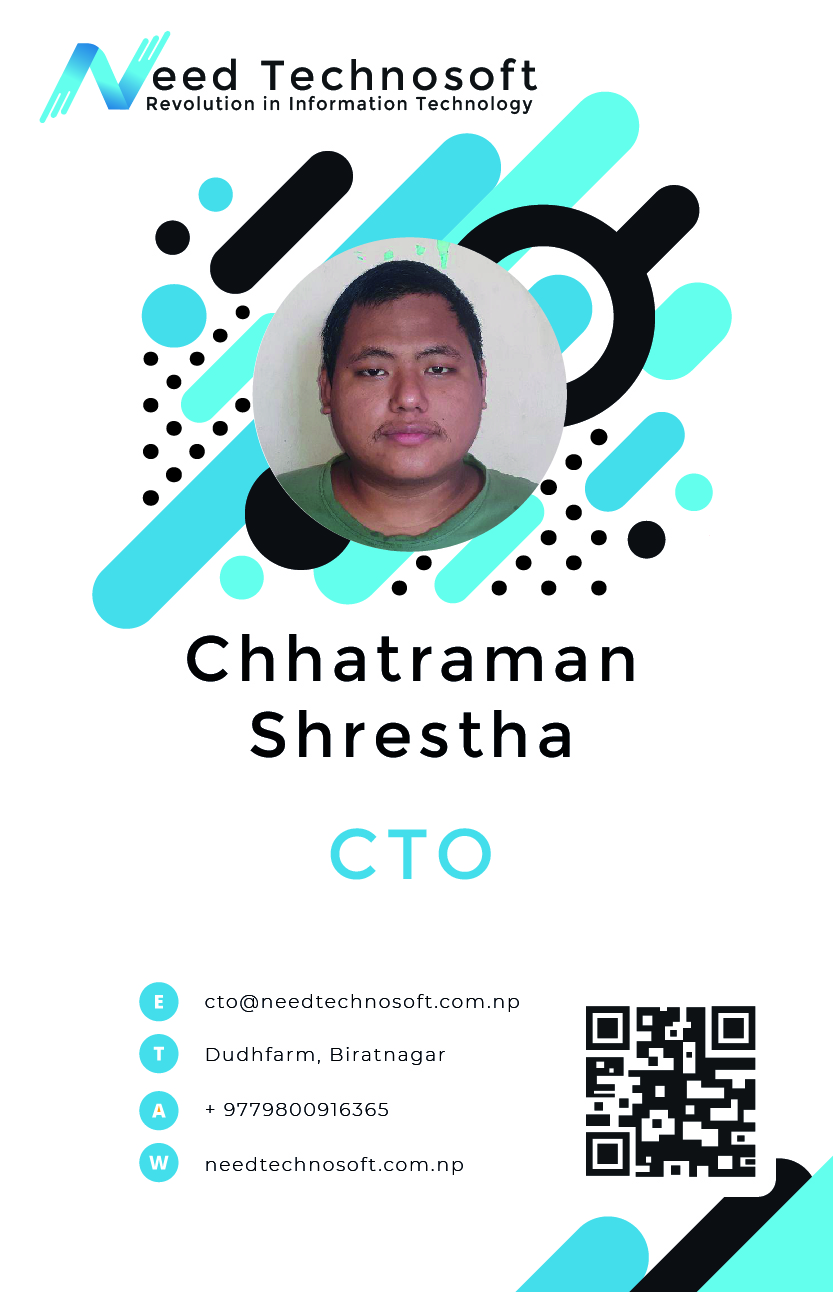 Need Technosoft
Revolution in Information Technology
Chhatraman
Shrestha
CTO
E cto@needtechnosoft.com.np
T Dudhfarm, Biratnagar
A + 9779800916365
W needtechnosoft.com.np